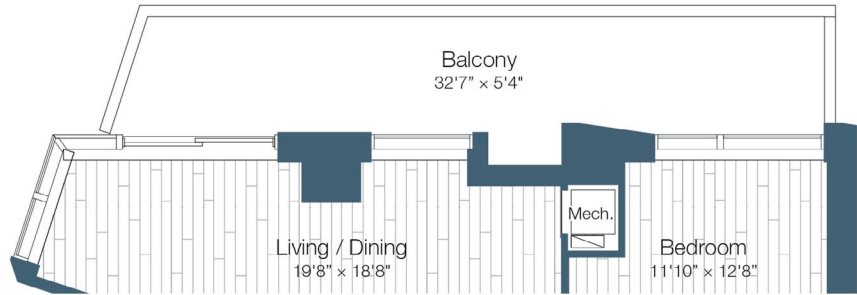 Balcony
32'7" × 5'4"
Mech.
Living / Dining
19'8" × 18'8"
Bedroom
11'10" × 12'8"